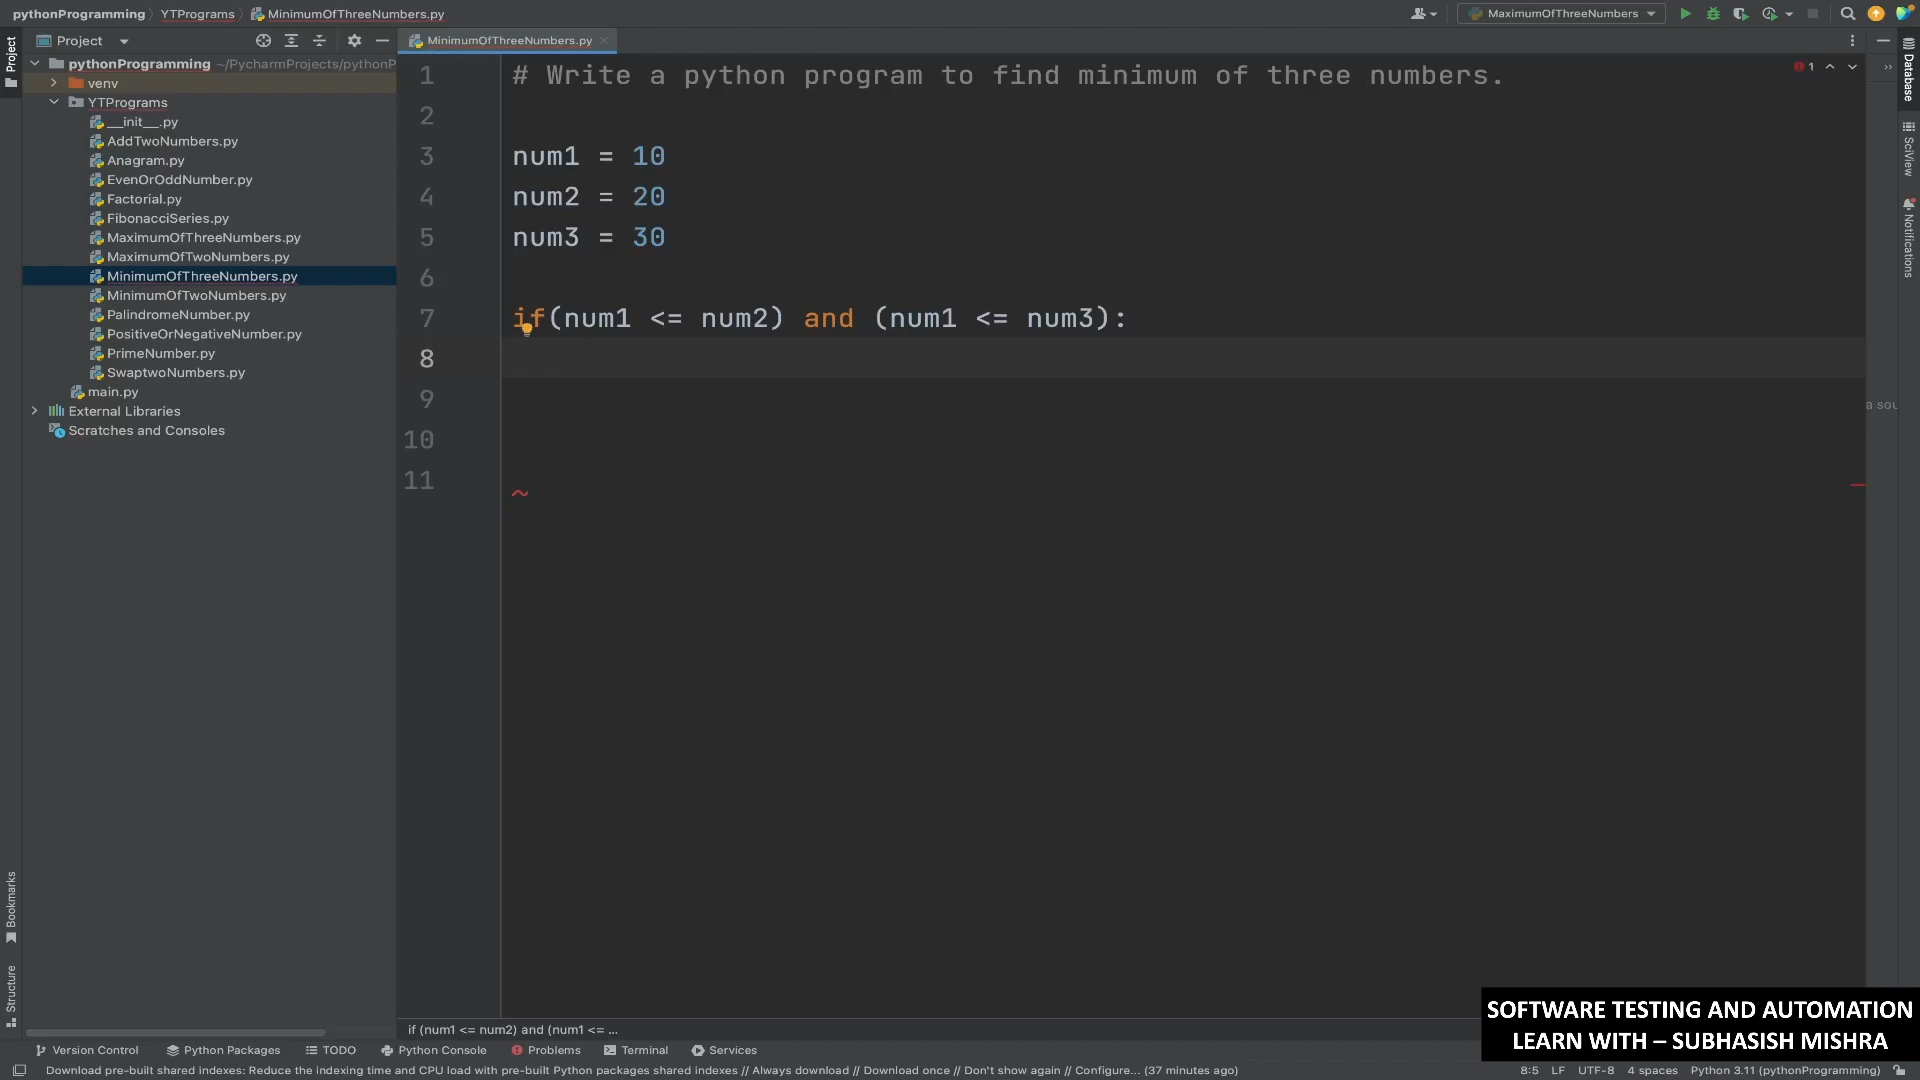 pythonProgramming YTPrograms MinimumOfThreeNumbers.py
MaximumOfThreeNumbers
Project
Project
MinimumOfThreeNumbers.py
pythonProgramming ~/PycharmProjects/pythonP
venv
YTPrograms
__init__.py
AddTwoNumbers.py
Anagram.py
EvenOrOddNumber.py
Factorial.py
FibonacciSeries.py
MaximumOfThreeNumbers.py
MaximumOfTwoNumbers.py
MinimumOfThreeNumbers.py
MinimumOfTwoNumbers.py
PalindromeNumber.py
PositiveOrNegativeNumber.py
PrimeNumber.py
SwaptwoNumbers.py
main.py
External Libraries
Scratches and Consoles
Bookmarks
Structure
1 # Write a python program to find minimum of three numbers.
2
3 num1 = 10
4 num2 = 20
5 num3 = 30
6
7 if(num1 <= num2) and (num1 <= num3):
8
9
10
11
1
a sou
Database
SciView
Notifications
if (num1 <= num2) and (num1 <= ...
SOFTWARE TESTING AND AUTOMATION
LEARN WITH – SUBHASISH MISHRA
Version Control Python Packages TODO Python Console Problems Terminal Services
Download pre-built shared indexes: Reduce the indexing time and CPU load with pre-built Python packages shared indexes // Always download // Download once // Don't show again // Configure... (37 minutes ago)
8:5 LF UTF-8 4 spaces Python 3.11 (pythonProgramming)